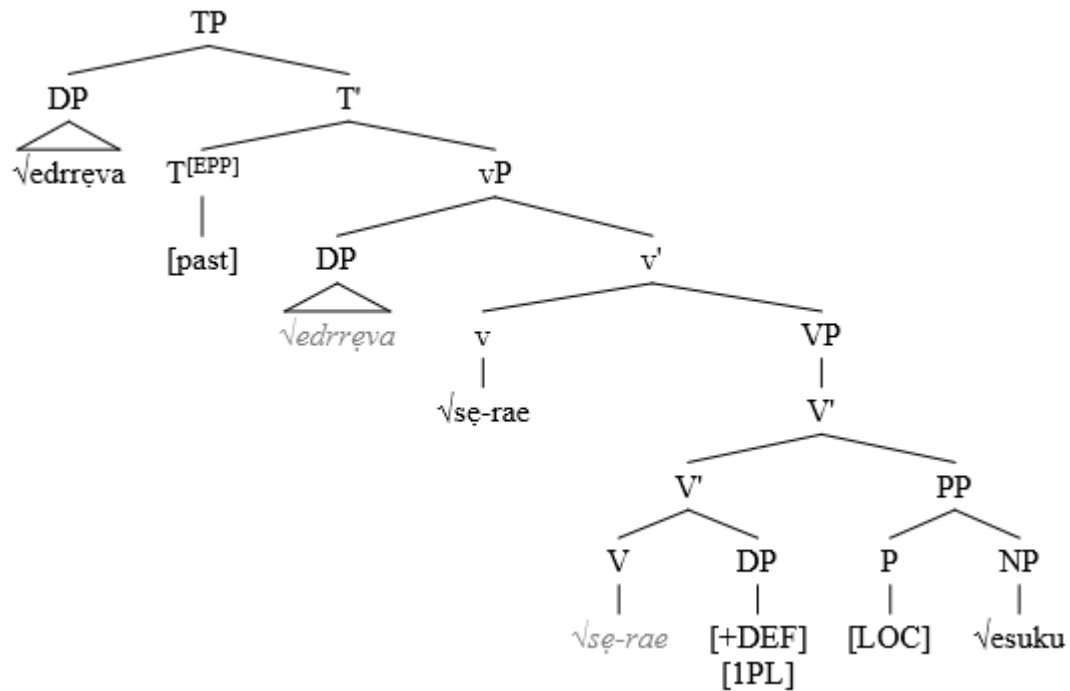 TP
DP T'
√edrrẹva T[EPP] vP
[past] DP v'
√edrrẹva v VP
√sẹ-rae V'
V' PP
V DP P NP
√sẹ-rae [+DEF] [LOC] √esuku
[1PL]